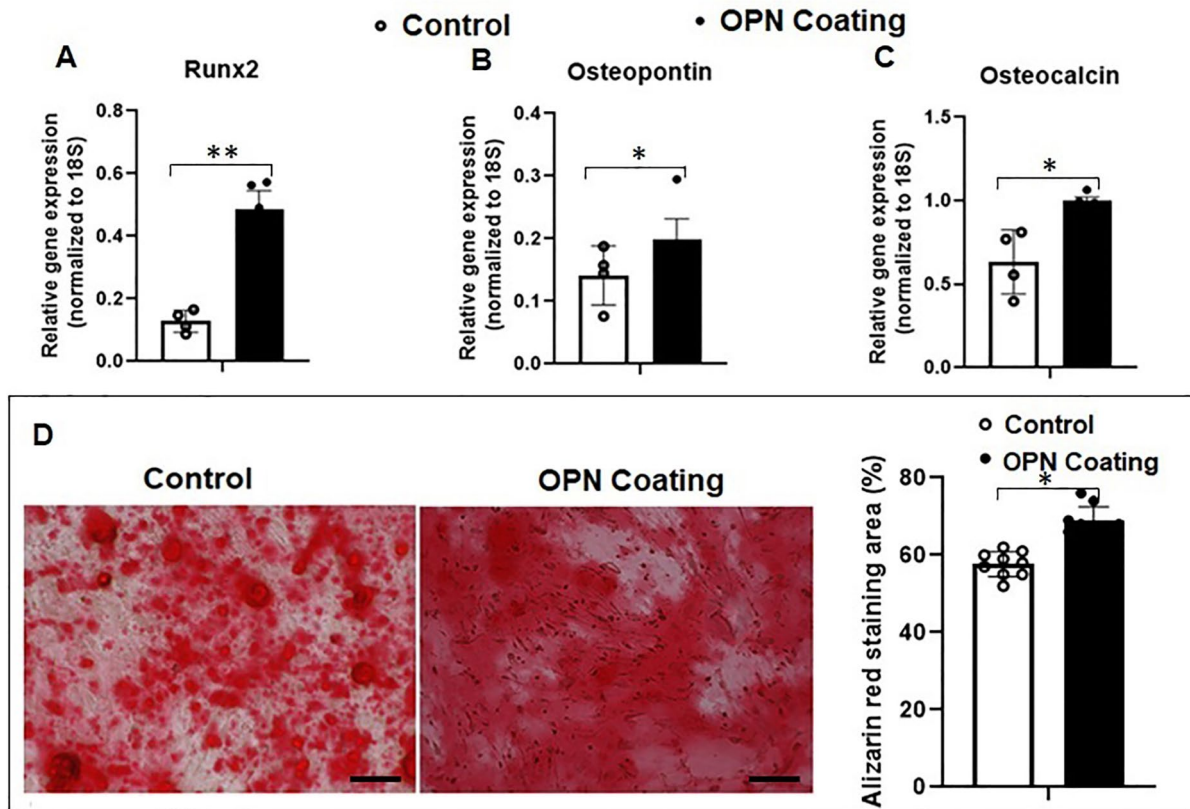 Control
OPN Coating
A
Runx2
Relative gene expression
(normalized to 18S)
0.8
0.6
0.4
0.2
0.0
**
B
Osteopontin
Relative gene expression
(normalized to 18S)
0.4
0.3
0.2
0.1
0.0
*
C
Osteocalcin
Relative gene expression
(normalized to 18S)
1.5
1.0
0.5
0.0
*
D
Control
OPN Coating
Control
OPN Coating
Alizarin red staining area (%)
80
60
40
20
0
*